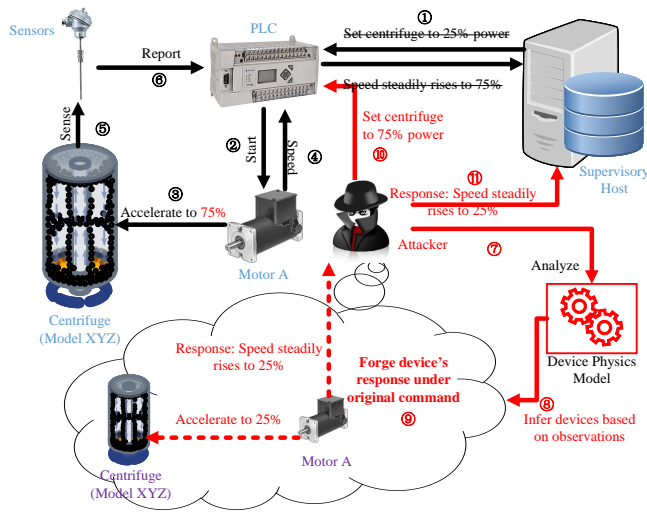 Sensors
PLC
①
Set centrifuge to 25% power
Report
⑥
Speed steadily rises to 75%
Sense
⑤
②
Start
④
Speed
Set centrifuge
to 75% power
⑩
⑪
Supervisory
Host
③
Accelerate to 75%
Response: Speed steadily
rises to 25%
Attacker
⑦
Motor A
Analyze
Centrifuge
(Model XYZ)
Response: Speed steadily
rises to 25%
Forge device's
response under
original command
⑨
Device Physics
Model
⑧
Infer devices based
on observations
Accelerate to 25%
Motor A
Centrifuge
(Model XYZ)